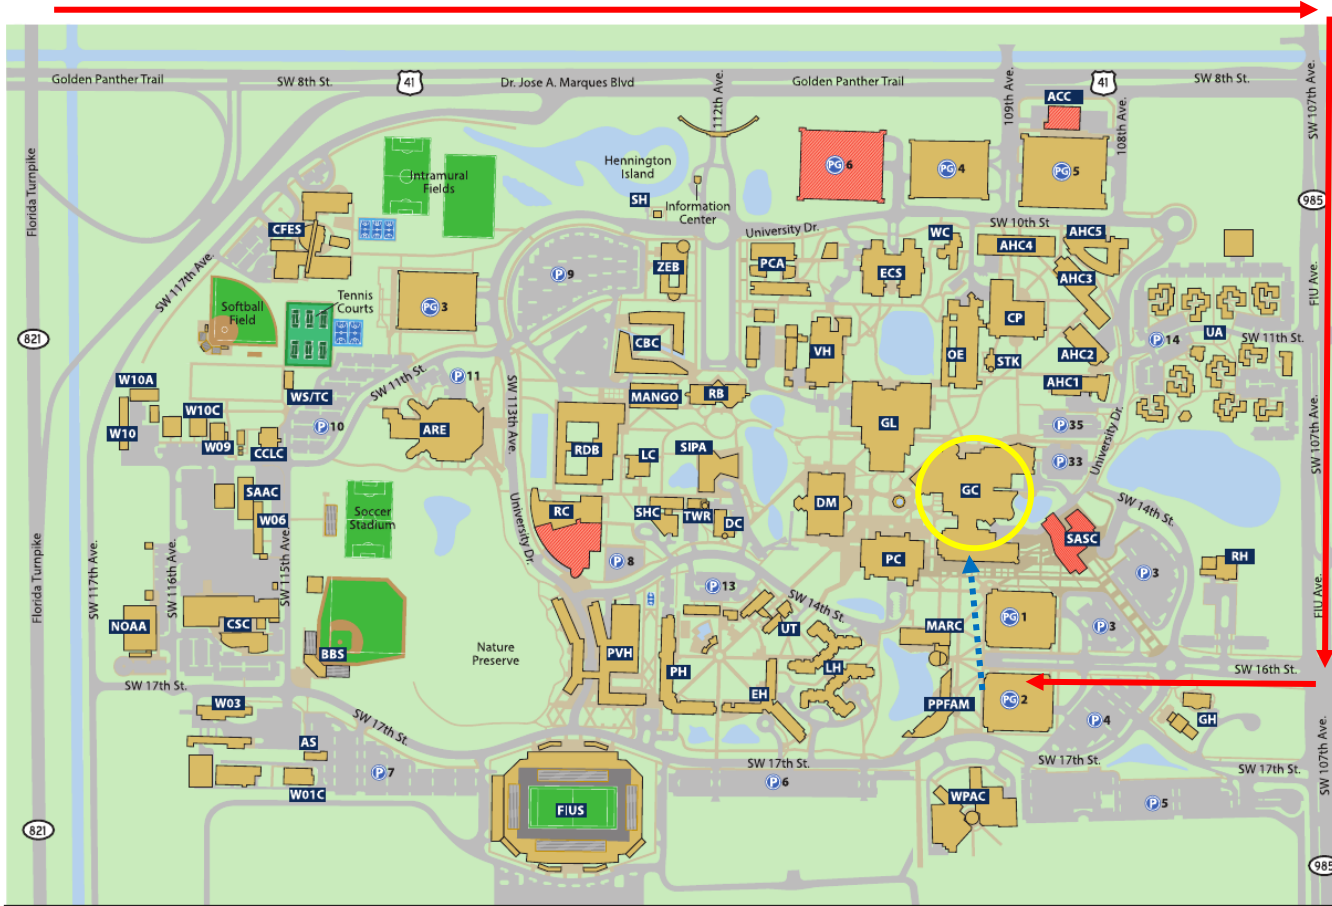 Golden Panther Trail
SW 8th St.
41
Dr. Jose A. Marques Blvd
Golden Panther Trail
41
SW 8th St.
112th Ave.
109th Ave.
108th Ave.
SW 107th Ave.
ACC
PG 6
PG 4
PG 5
Hennington
Island
Intramural
Fields
SH
Information
Center
Florida Turnpike
985
University Dr.
SW 10th St
CFES
WC
AHC4
AHC5
ZEB
PCA
ECS
AHC3
SW 117th Ave.
P 9
FIU Ave.
Softball
Field
Tennis
Courts
PG 3
CP
821
CBC
VH
OE
STK
AHC2
P 14
UA
SW 11th St.
W10A
WS/TC
SW 11th St.
P 11
SW 113th Ave.
MANGO
RB
AHC1
W10
W10C
W09
CCLC
P 10
ARE
GL
P 35
University Dr.
SW 107th Ave.
RDB
LC
SIPA
P 33
SAAC
W06
Soccer
Stadium
RC
SHC
TWR
DC
DM
GC
SW 14th St.
SASC
University Dr.
P 8
PC
P 3
RH
Florida Turnpike
SW 117th Ave.
SW 116th Ave.
SW 115th Ave.
P 13
SW 14th St.
PG 1
P 3
FIU Ave.
NOAA
CSC
BBS
Nature
Preserve
PVH
PH
UT
LH
MARC
SW 16th St.
SW 17th St.
EH
PPFAM
PG 2
P 4
GH
W03
SW 17th St.
AS
W01C
P 7
SW 17th St.
P 6
SW 17th St.
SW 17th St.
SW 107th Ave.
FIUS
WPAC
P 5
821
985